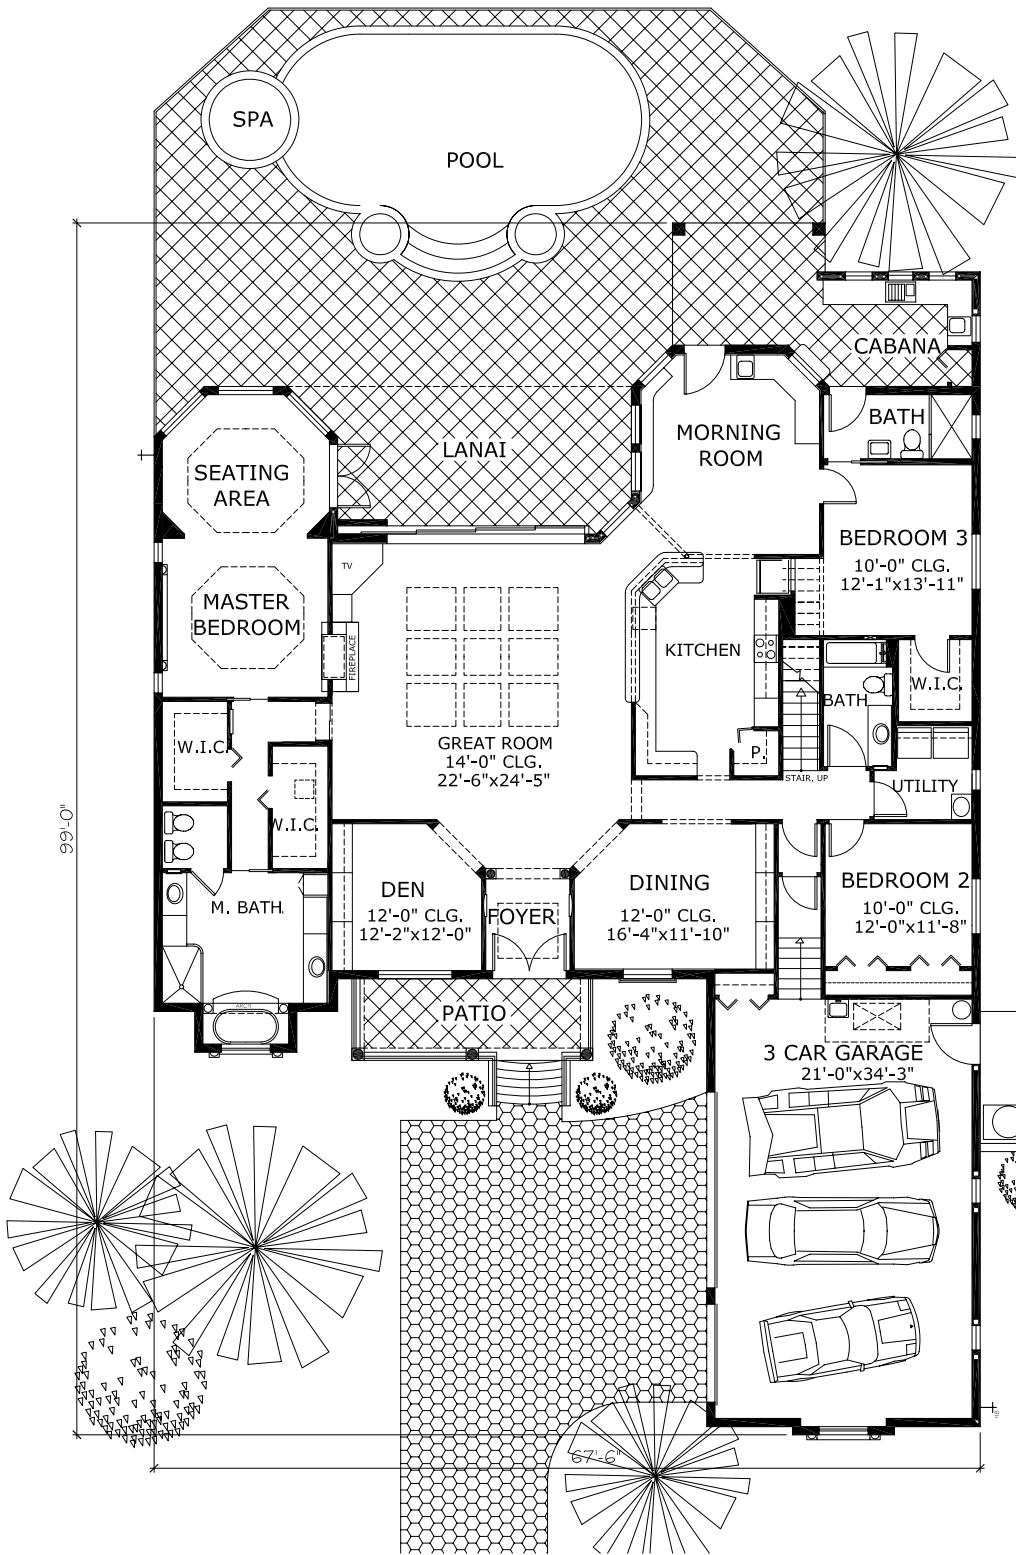 SPA
POOL
CABANA
BATH
MORNING
ROOM
LANAI
SEATING
AREA
BEDROOM 3
10'-0" CLG.
12'-1"x13'-11"
TV
MASTER
BEDROOM
FIREPLACE
KITCHEN
W.I.C.
BATH
W.I.C.
GREAT ROOM
14'-0" CLG.
22'-6"x24'-5"
P.
STAIR, UP
UTILITY
99'-0"
W.I.C.
DEN
12'-0" CLG.
12'-2"x12'-0"
FOYER
DINING
12'-0" CLG.
16'-4"x11'-10"
BEDROOM 2
10'-0" CLG.
12'-0"x11'-8"
M. BATH
ARCH
PATIO
3 CAR GARAGE
21'-0"x34'-3"
HB
67'-6"